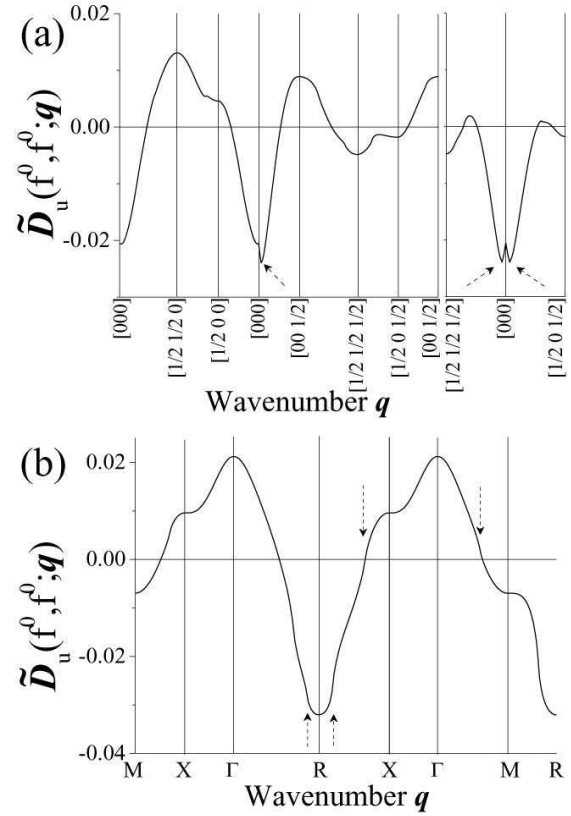 (a)
0.02
0.00
-0.02
D̃u(f⁰,f⁰;q)
[000]
[1/2 1/2 0]
[1/2 0 0]
[000]
[00 1/2]
[1/2 1/2 1/2]
[1/2 0 1/2]
[00 1/2]
[1/2 1/2 1/2]
[000]
[1/2 0 1/2]
Wavenumber q
(b)
0.02
0.00
-0.02
-0.04
D̃u(f⁰,f⁰;q)
M X Γ R X Γ M R
Wavenumber q